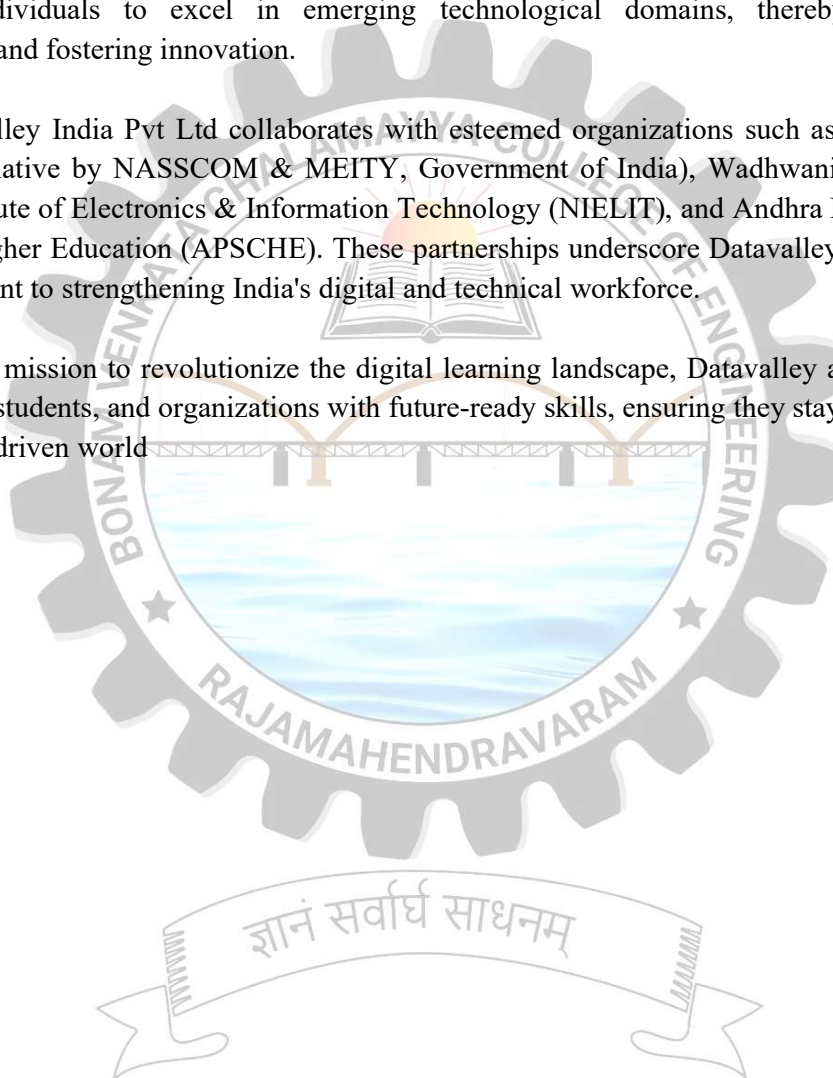 dividuals to excel in emerging technological domains, thereby
and fostering innovation.
lley India Pvt Ltd collaborates with esteemed organizations such as
iative by NASSCOM & MEITY, Government of India), Wadhwani
ute of Electronics & Information Technology (NIELIT), and Andhra
gher Education (APSCHE). These partnerships underscore Datavalley
nt to strengthening India's digital and technical workforce.
mission to revolutionize the digital learning landscape, Datavalley a
students, and organizations with future-ready skills, ensuring they stay
driven world
BONAM VENKATA CHALAMAYYA COLLEGE OF ENGINEERING
RAJAMAHENDRAVARAM
ज्ञानं सर्वार्घ साधनम्